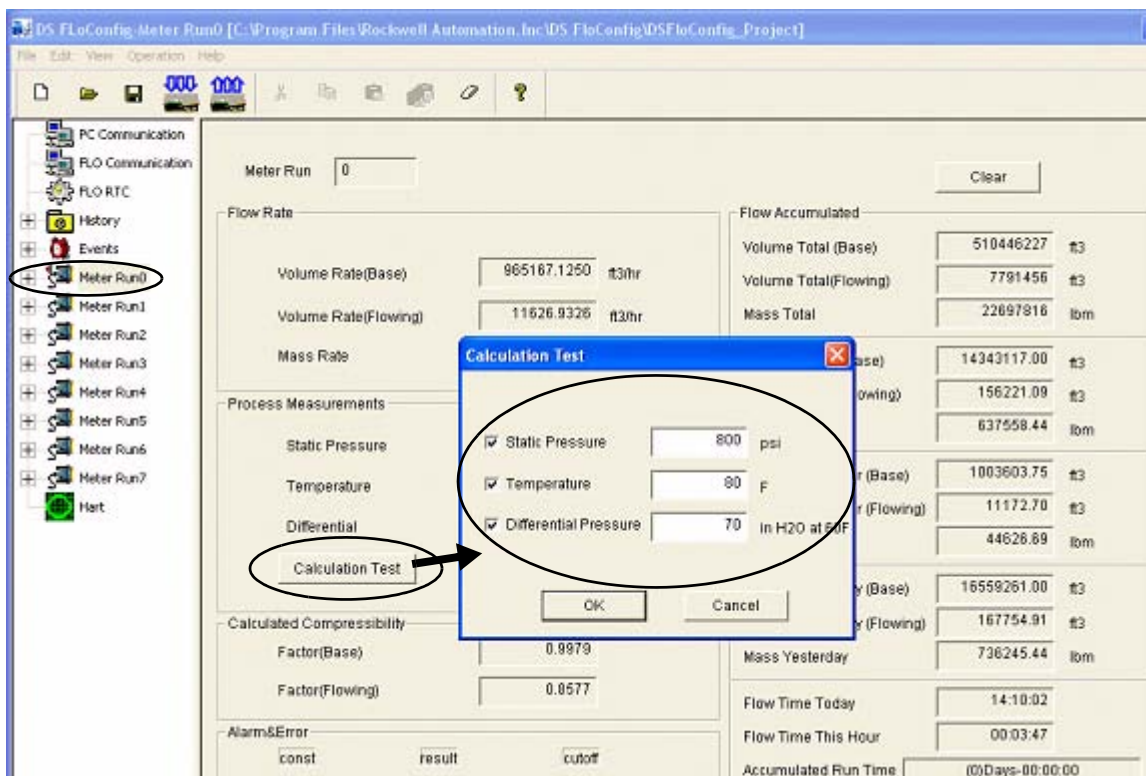 DS FLoConfig-Meter Run0 [C:\Program Files\Rockwell Automation.Inc\DS FloConfig\DSFloConfig_Project]
File Edit View Operation Help
PC Communication
FLO Communication
FLO RTC
History
Events
Meter Run0
Meter Run1
Meter Run2
Meter Run3
Meter Run4
Meter Run5
Meter Run6
Meter Run7
Hart
Meter Run 0
Clear
Flow Rate
Volume Rate(Base) 965167.1250 ft3/hr
Volume Rate(Flowing) 11626.9326 ft3/hr
Mass Rate
Process Measurements
Static Pressure
Temperature
Differential
Calculation Test
Calculated Compressibility
Factor(Base) 0.9979
Factor(Flowing) 0.8577
Alarm&Error
const result cutoff
Calculation Test
Static Pressure 800 psi
Temperature 80 F
Differential Pressure 70 in H2O at 60F
OK Cancel
Flow Accumulated
Volume Total (Base) 510446227 ft3
Volume Total(Flowing) 7791456 ft3
Mass Total 22697816 lbm
ase) 14343117.00 ft3
owing) 156221.09 ft3
637558.44 lbm
r (Base) 1003603.75 ft3
r (Flowing) 11172.70 ft3
44626.69 lbm
y (Base) 16559261.00 ft3
y (Flowing) 167754.91 ft3
Mass Yesterday 736245.44 lbm
Flow Time Today 14:10:02
Flow Time This Hour 00:03:47
Accumulated Run Time (0)Days-00:00:00